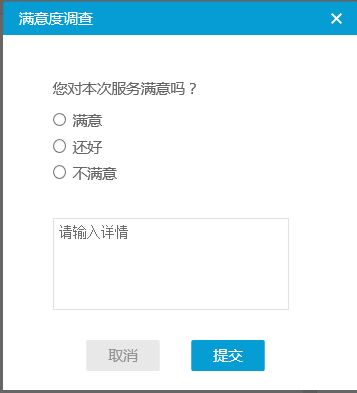 满意度调查
您对本次服务满意吗？
满意
还好
不满意
请输入详情
取消
提交